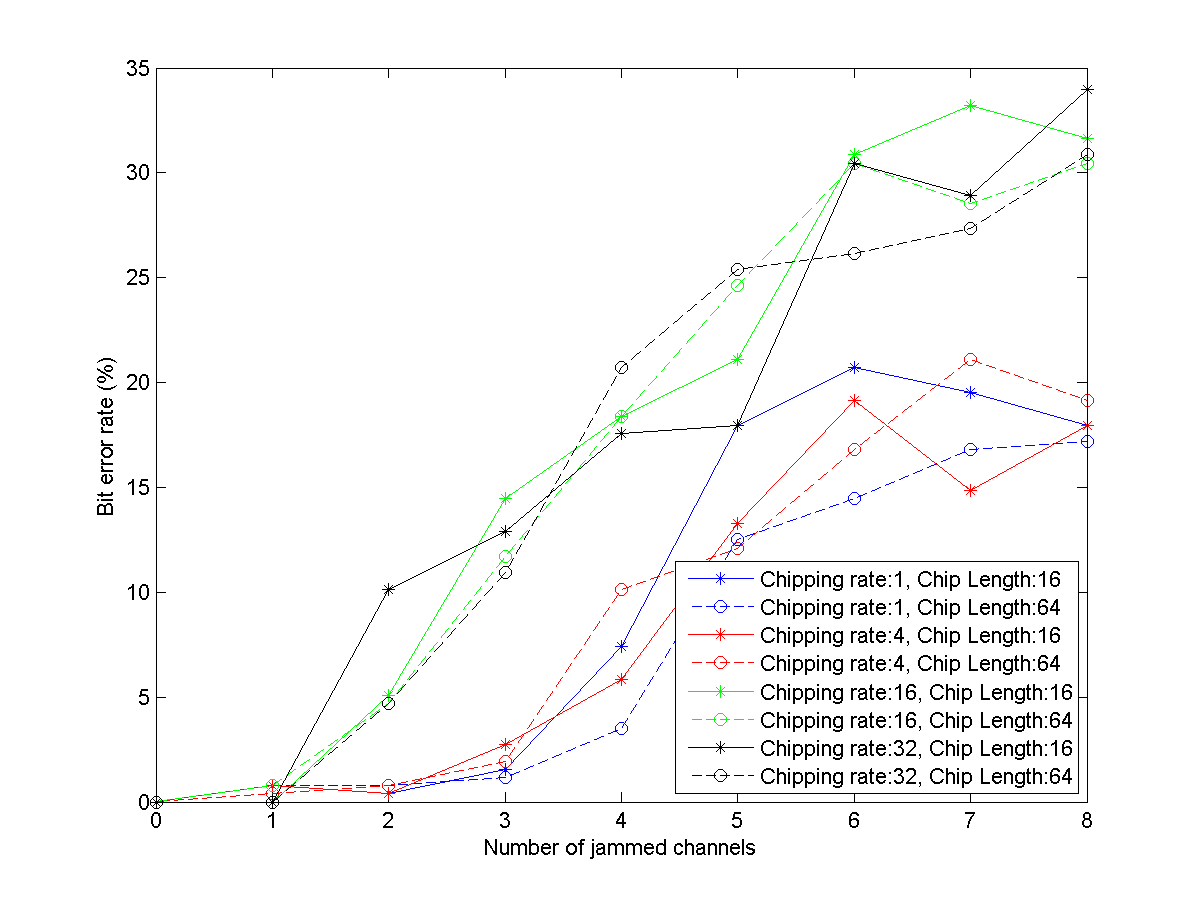 35
30
25
20
15
10
5
0
Bit error rate (%)
Chipping rate:1, Chip Length:16
Chipping rate:1, Chip Length:64
Chipping rate:4, Chip Length:16
Chipping rate:4, Chip Length:64
Chipping rate:16, Chip Length:16
Chipping rate:16, Chip Length:64
Chipping rate:32, Chip Length:16
Chipping rate:32, Chip Length:64
0 1 2 3 4 5 6 7 8
Number of jammed channels